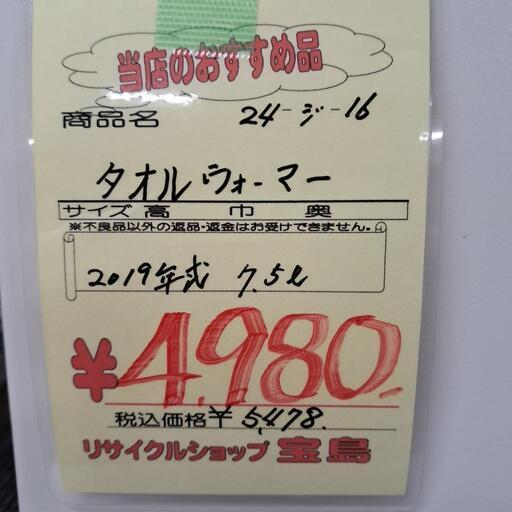 当店のおすすめ品
商品名 24-ジ-16
タオルウォーマー
サイズ 高 巾 奥
※不良品以外の返品・返金はお受けできません。
2019年式 7.5ℓ
¥4,980.
税込価格¥5,478.
リサイクルショップ 宝島